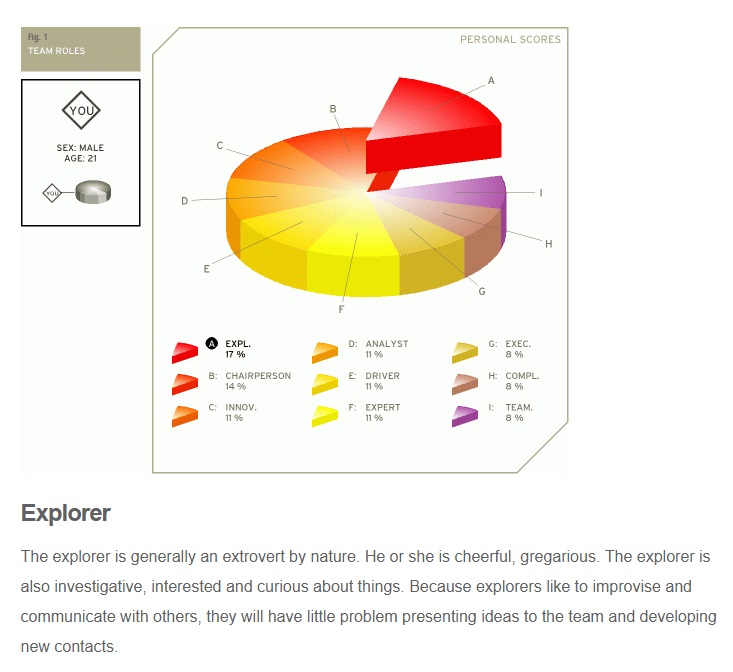 Fig. 1
TEAM ROLES
YOU
SEX: MALE
AGE: 21
YOU
PERSONAL SCORES
A
B
C
D
E
F
G
H
I
A EXPL.
17 %
B: CHAIRPERSON
14 %
C: INNOV.
11 %
D: ANALYST
11 %
E: DRIVER
11 %
F: EXPERT
11 %
G: EXEC.
8 %
H: COMPL.
8 %
I: TEAM.
8 %
Explorer
The explorer is generally an extrovert by nature. He or she is cheerful, gregarious. The explorer is
also investigative, interested and curious about things. Because explorers like to improvise and
communicate with others, they will have little problem presenting ideas to the team and developing
new contacts.